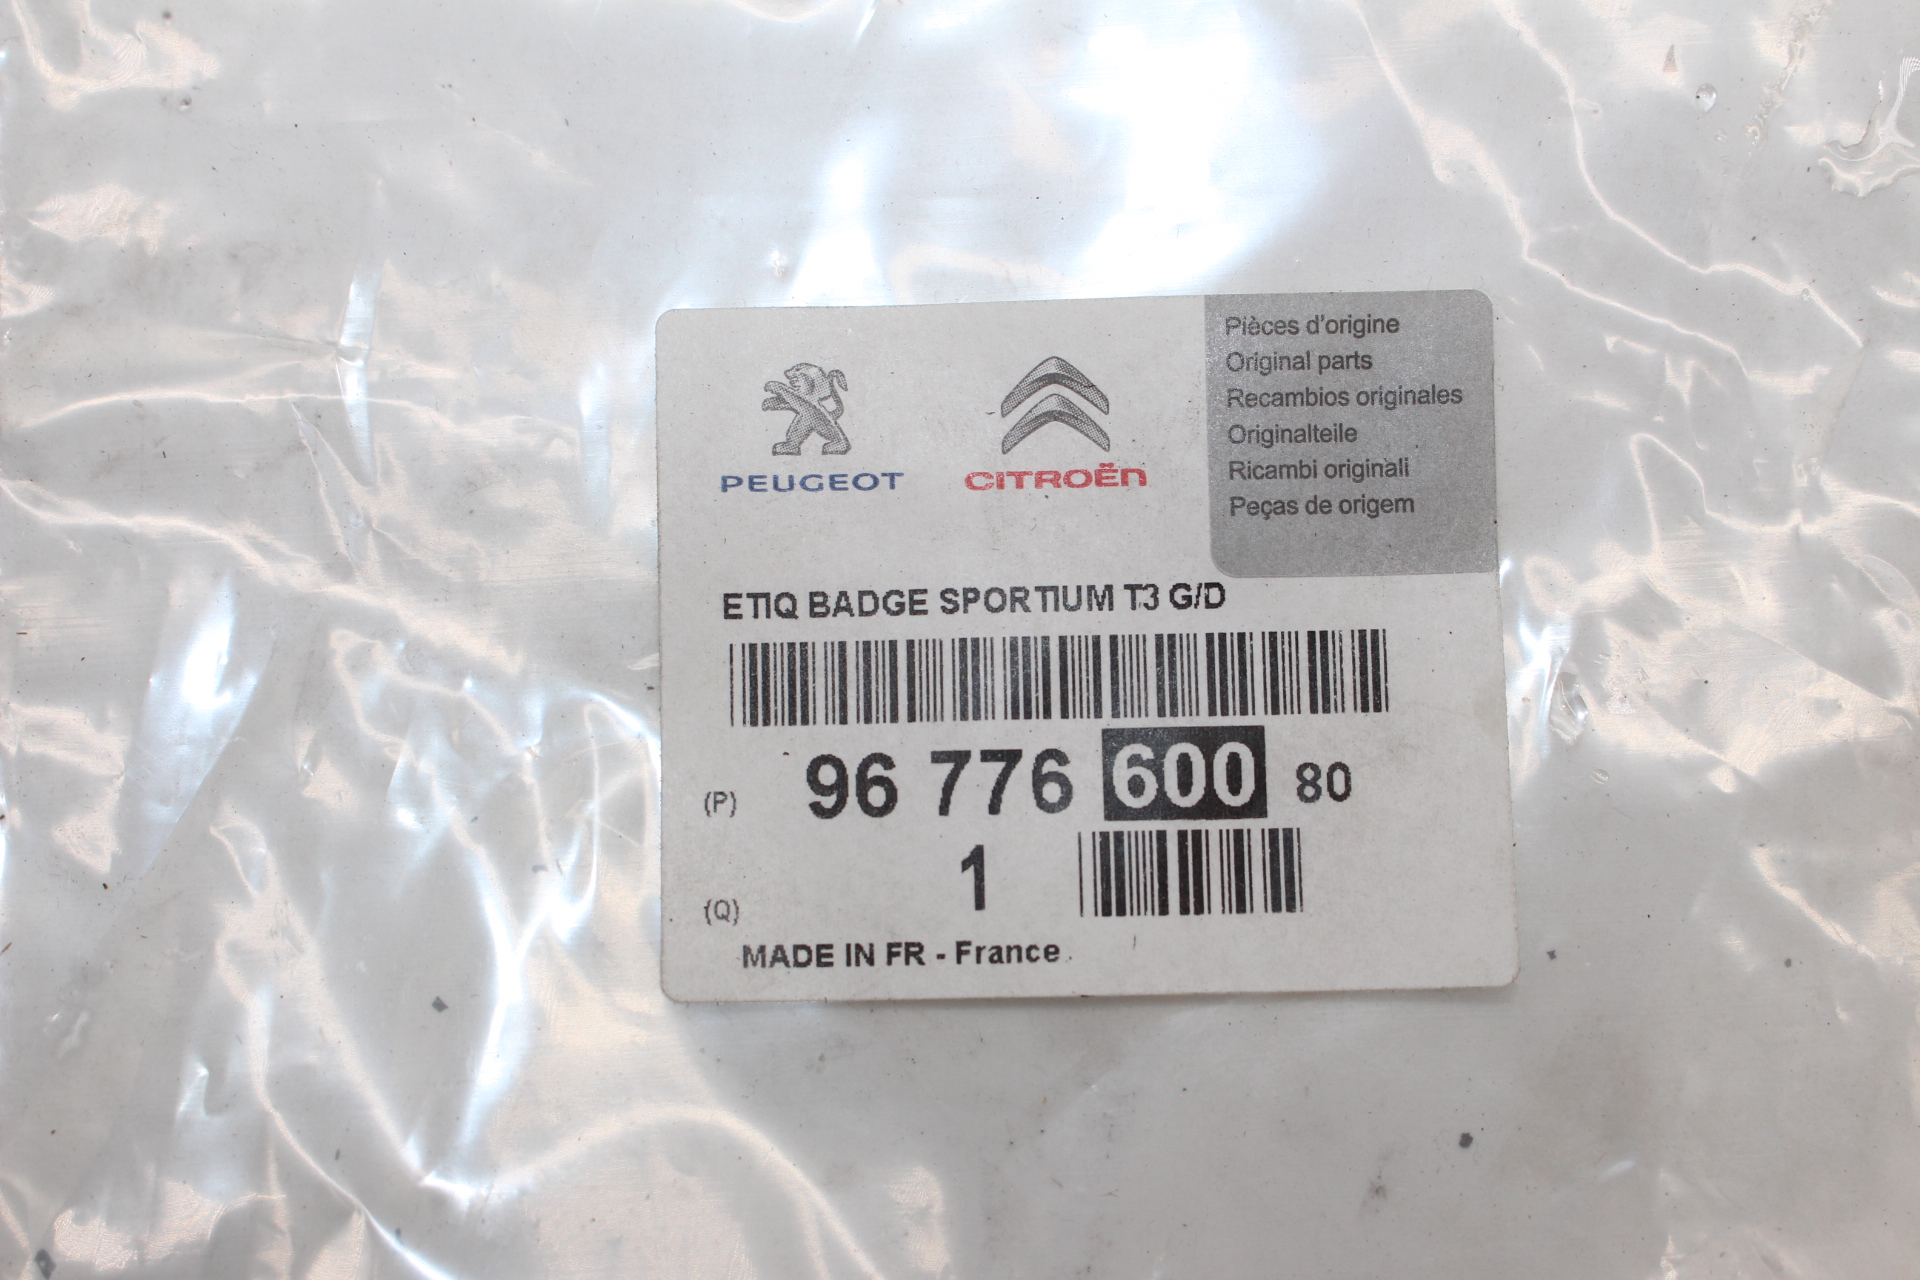 PEUGEOT
CITROËN
Pièces d'origine
Original parts
Recambios originales
Originalteile
Ricambi originali
Peças de origem
ETIQ BADGE SPORTIUM T3 G/D
(P) 96 776 600 80
(Q) 1
MADE IN FR - France